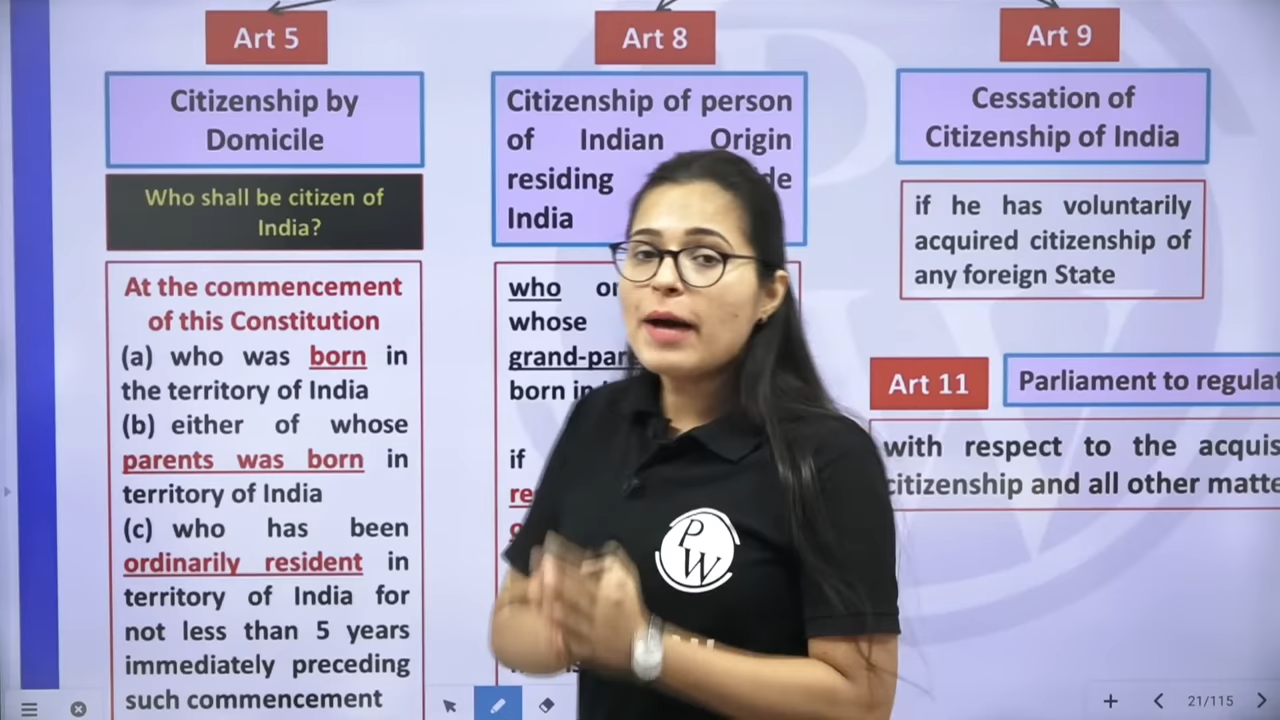 Art 5
Citizenship by
Domicile
Who shall be citizen of
India?
At the commencement
of this Constitution
(a) who was born in
the territory of India
(b) either of whose
parents was born in
territory of India
(c) who has been
ordinarily resident in
territory of India for
not less than 5 years
immediately preceding
such commencement
Art 8
Citizenship of person
of Indian Origin
residing
India
who
whose
born
if
Art 9
Cessation of
Citizenship of India
if he has voluntarily
acquired citizenship of
any foreign State
Art 11
Parliament to
with respect to the
citizenship and all other
PW
21/115